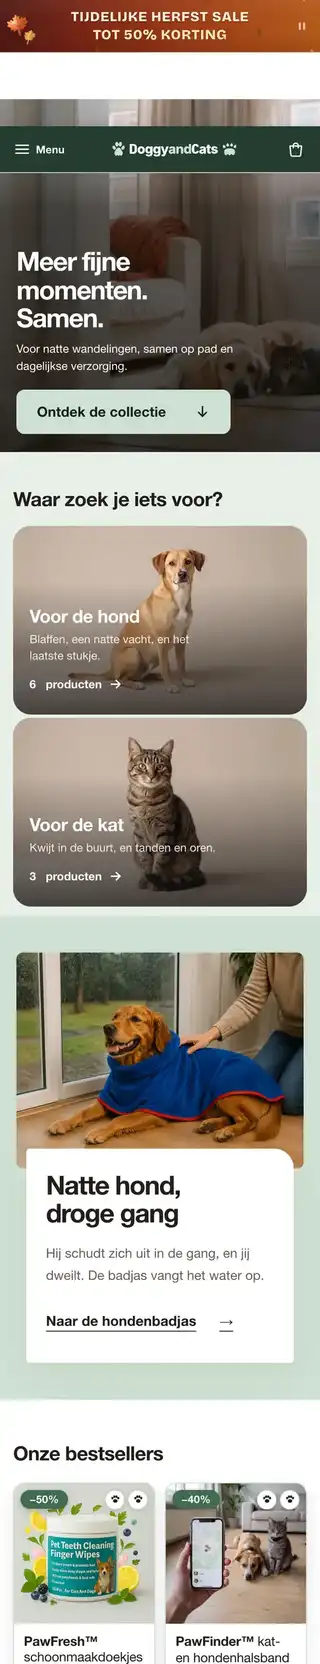 TIJDELIJKE HERFST SALE
TOT 50% KORTING
Menu
DoggyandCats
Meer fijne
momenten.
Samen.
Voor natte wandelingen, samen op pad en
dagelijkse verzorging.
Ontdek de collectie ↓
Waar zoek je iets voor?
Voor de hond
Blaffen, een natte vacht, en het
laatste stukje.
6 producten →
Voor de kat
Kwijt in de buurt, en tanden en oren.
3 producten →
Natte hond,
droge gang
Hij schudt zich uit in de gang, en jij
dweilt. De badjas vangt het water op.
Naar de hondenbadjas →
Onze bestsellers
−50%
Pet Teeth Cleaning
Finger Wipes
PawFresh™
schoonmaakdoekjes
−40%
PawFinder™ kat-
en hondenhalsband